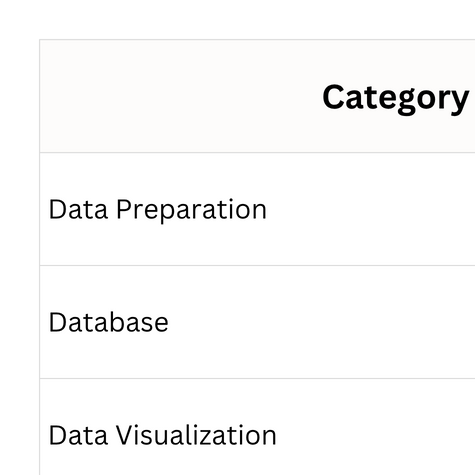 Category
Data Preparation
Database
Data Visualization